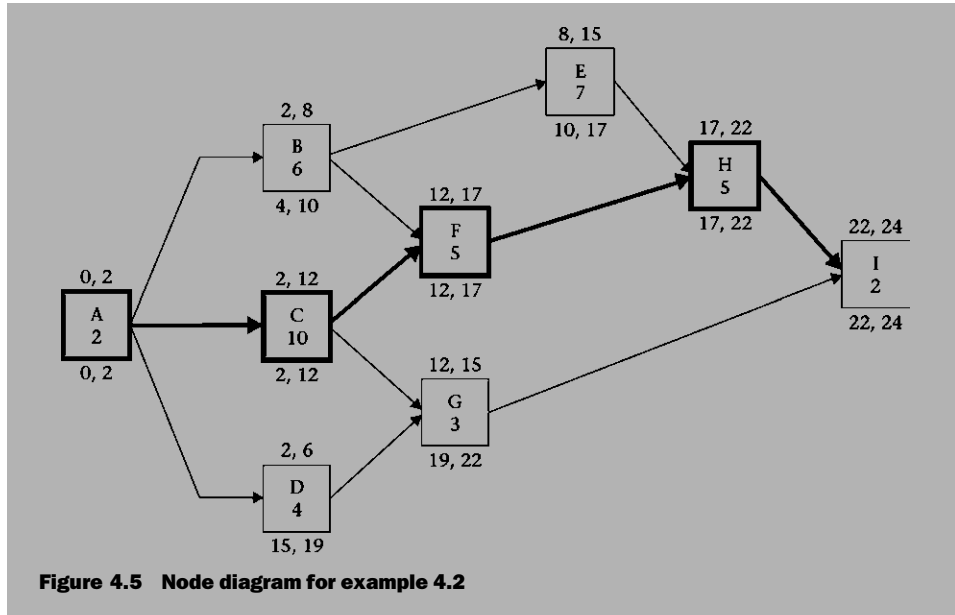 8, 15
E
7
10, 17
2, 8
B
6
4, 10
17, 22
H
5
17, 22
12, 17
F
5
12, 17
22, 24
I
2
22, 24
0, 2
A
2
0, 2
2, 12
C
10
2, 12
12, 15
G
3
19, 22
2, 6
D
4
15, 19
Figure 4.5 Node diagram for example 4.2